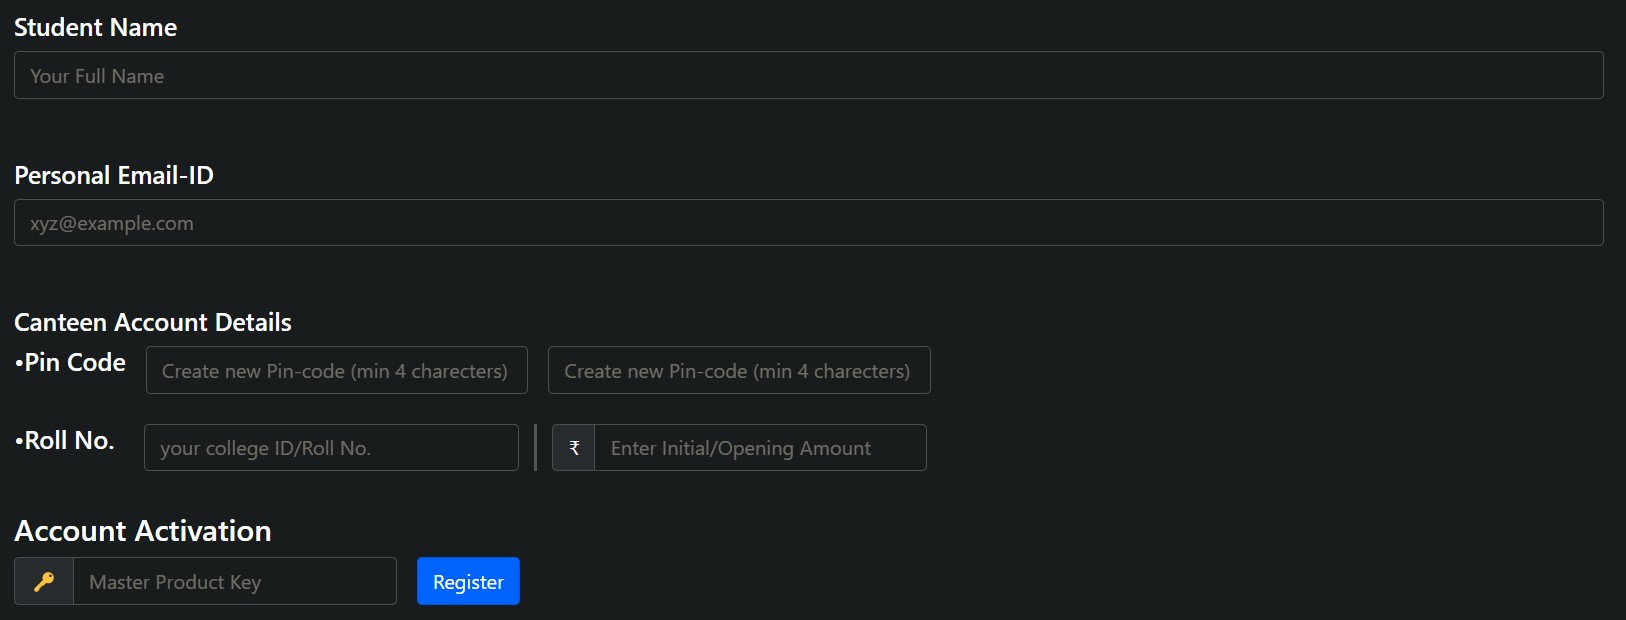 Student Name
Your Full Name
Personal Email-ID
xyz@example.com
Canteen Account Details
•Pin Code Create new Pin-code (min 4 charecters) Create new Pin-code (min 4 charecters)
•Roll No. your college ID/Roll No. ₹ Enter Initial/Opening Amount
Account Activation
Master Product Key Register